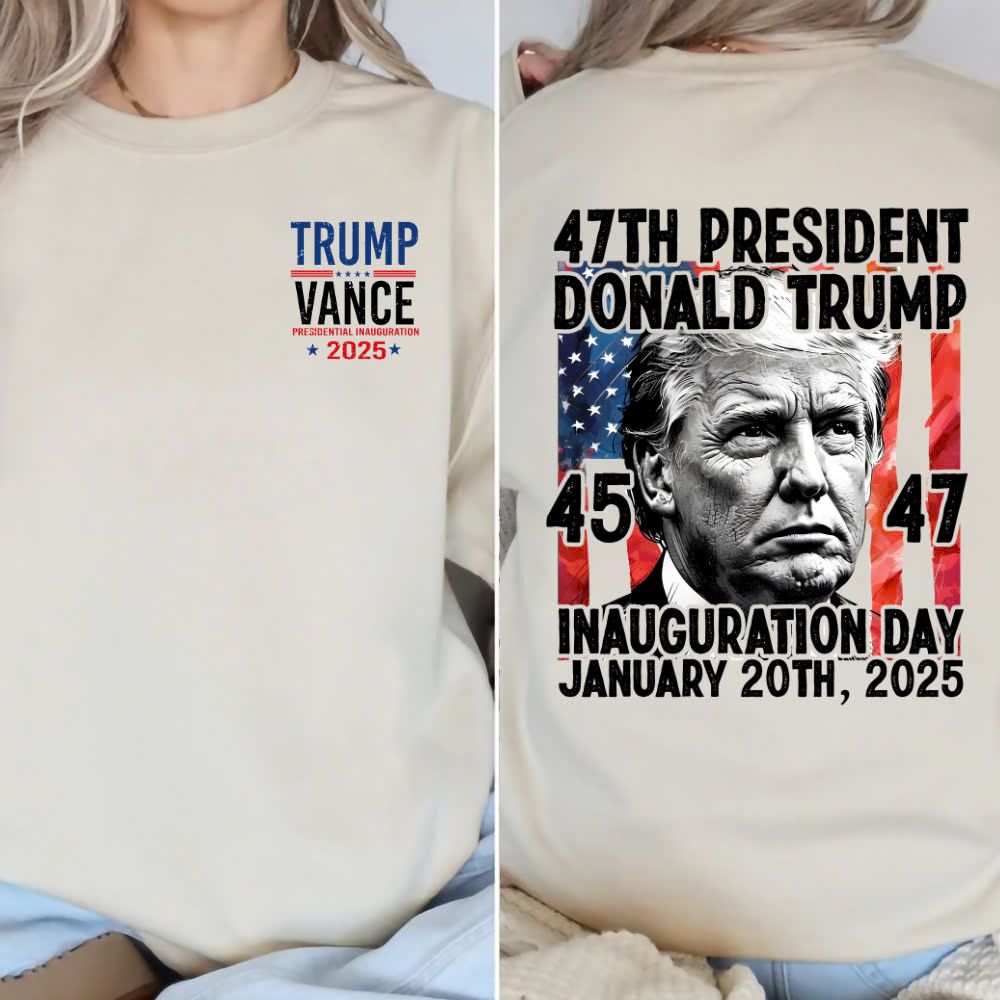 TRUMP
VANCE
PRESIDENTIAL INAUGURATION
2025
47TH PRESIDENT
DONALD TRUMP
45 47
INAUGURATION DAY
JANUARY 20TH, 2025